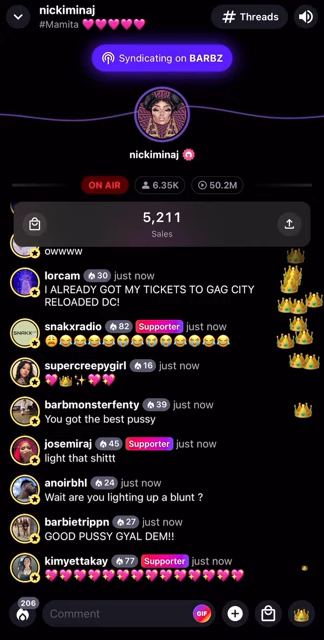 nickiminaj
#Mamita 💖💖💖💖💖
# Threads
Syndicating on BARBZ
nickiminaj
ON AIR
6.35K
50.2M
5,211
Sales
owwww
lorcam 30 just now
I ALREADY GOT MY TICKETS TO GAG CITY
RELOADED DC!
SNAKX
snakxradio 82 Supporter just now
😩😂😂😂😭😭😂😭😭😂😂😂
supercreepygirl 16 just now
💖👑✨💖💖
barbmonsterfenty 39 just now
You got the best pussy
josemiraj 45 Supporter just now
light that shittt
anoirbhl 24 just now
Wait are you lighting up a blunt ?
barbietrippn 27 just now
GOOD PUSSY GYAL DEM!!
kimyettakay 77 Supporter just now
💖💖💖💖💖💖💖💖💖💖💖💖💖💖
206
Comment
GIF